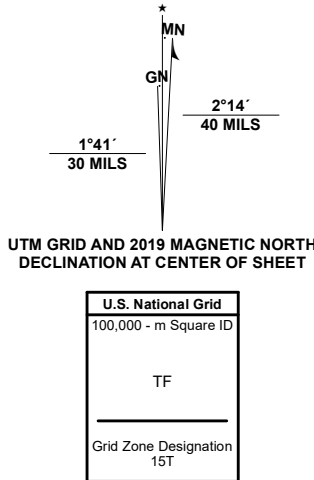 MN
GN
1°41´
30 MILS
2°14´
40 MILS
UTM GRID AND 2019 MAGNETIC NORTH
DECLINATION AT CENTER OF SHEET
U.S. National Grid
100,000 - m Square ID
TF
Grid Zone Designation
15T